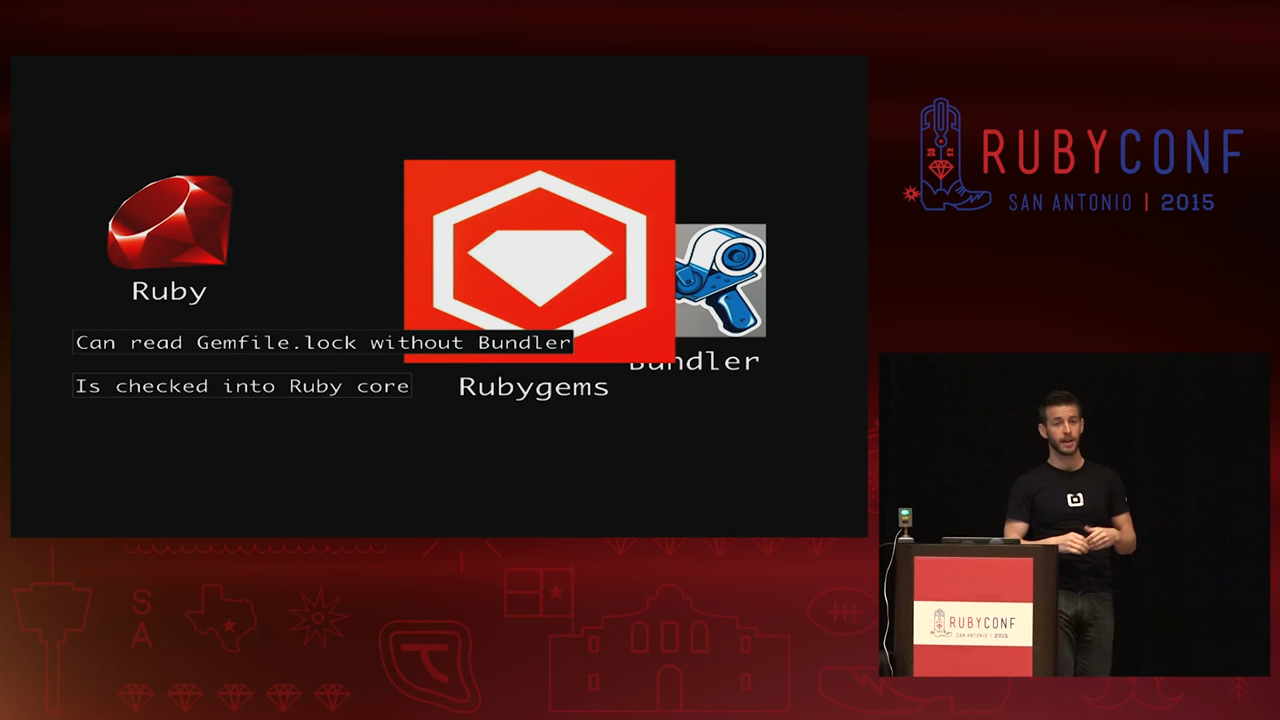 Ruby
Can read Gemfile.lock without Bundler
Is checked into Ruby core
Rubygems
Bundler
RUBYCONF
SAN ANTONIO | 2015
RUBYCONF
SAN ANTONIO | 2015
S
A